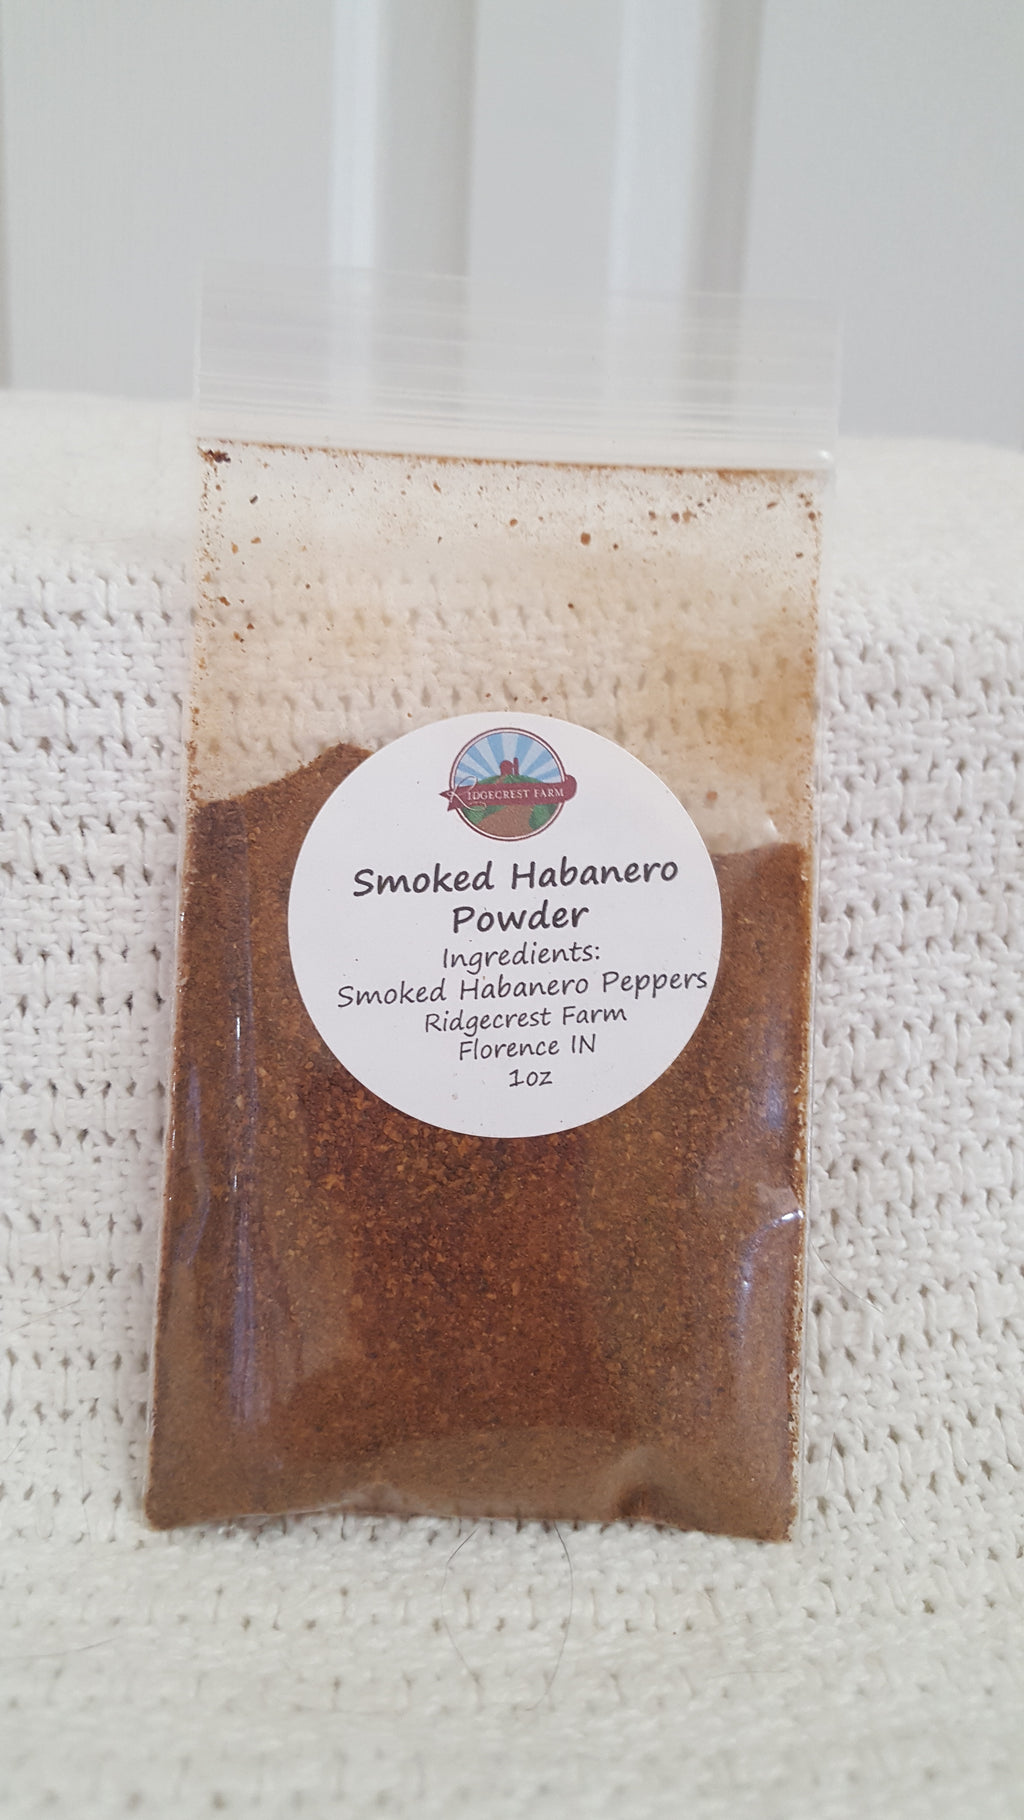 RIDGECREST FARM
Smoked Habanero
Powder
Ingredients:
Smoked Habanero Peppers
Ridgecrest Farm
Florence IN
1oz